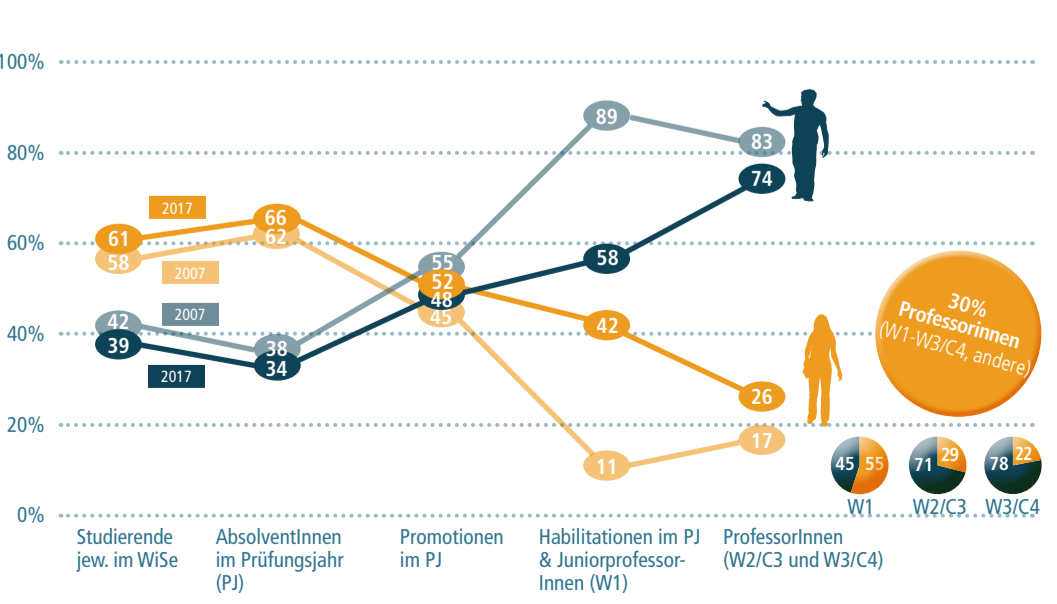 100%
80%
60%
40%
20%
0%
2017
2007
2007
2017
61
58
42
39
66
62
38
34
55
52
48
45
89
58
42
11
83
74
26
17
30%
Professorinnen
(W1-W3/C4, andere)
45 55
71 29
78 22
W1 W2/C3 W3/C4
Studierende
jew. im WiSe
AbsolventInnen
im Prüfungsjahr
(PJ)
Promotionen
im PJ
Habilitationen im PJ
& Juniorprofessor-
Innen (W1)
ProfessorInnen
(W2/C3 und W3/C4)